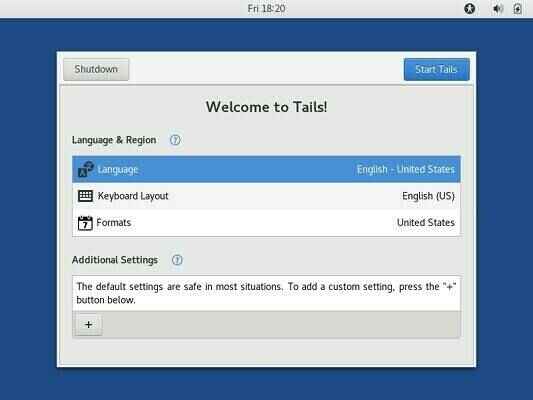 Fri 18:20
Shutdown
Start Tails
Welcome to Tails!
Language & Region ?
Language English - United States
Keyboard Layout English (US)
7 Formats United States
Additional Settings ?
The default settings are safe in most situations. To add a custom setting, press the "+"
button below.
+